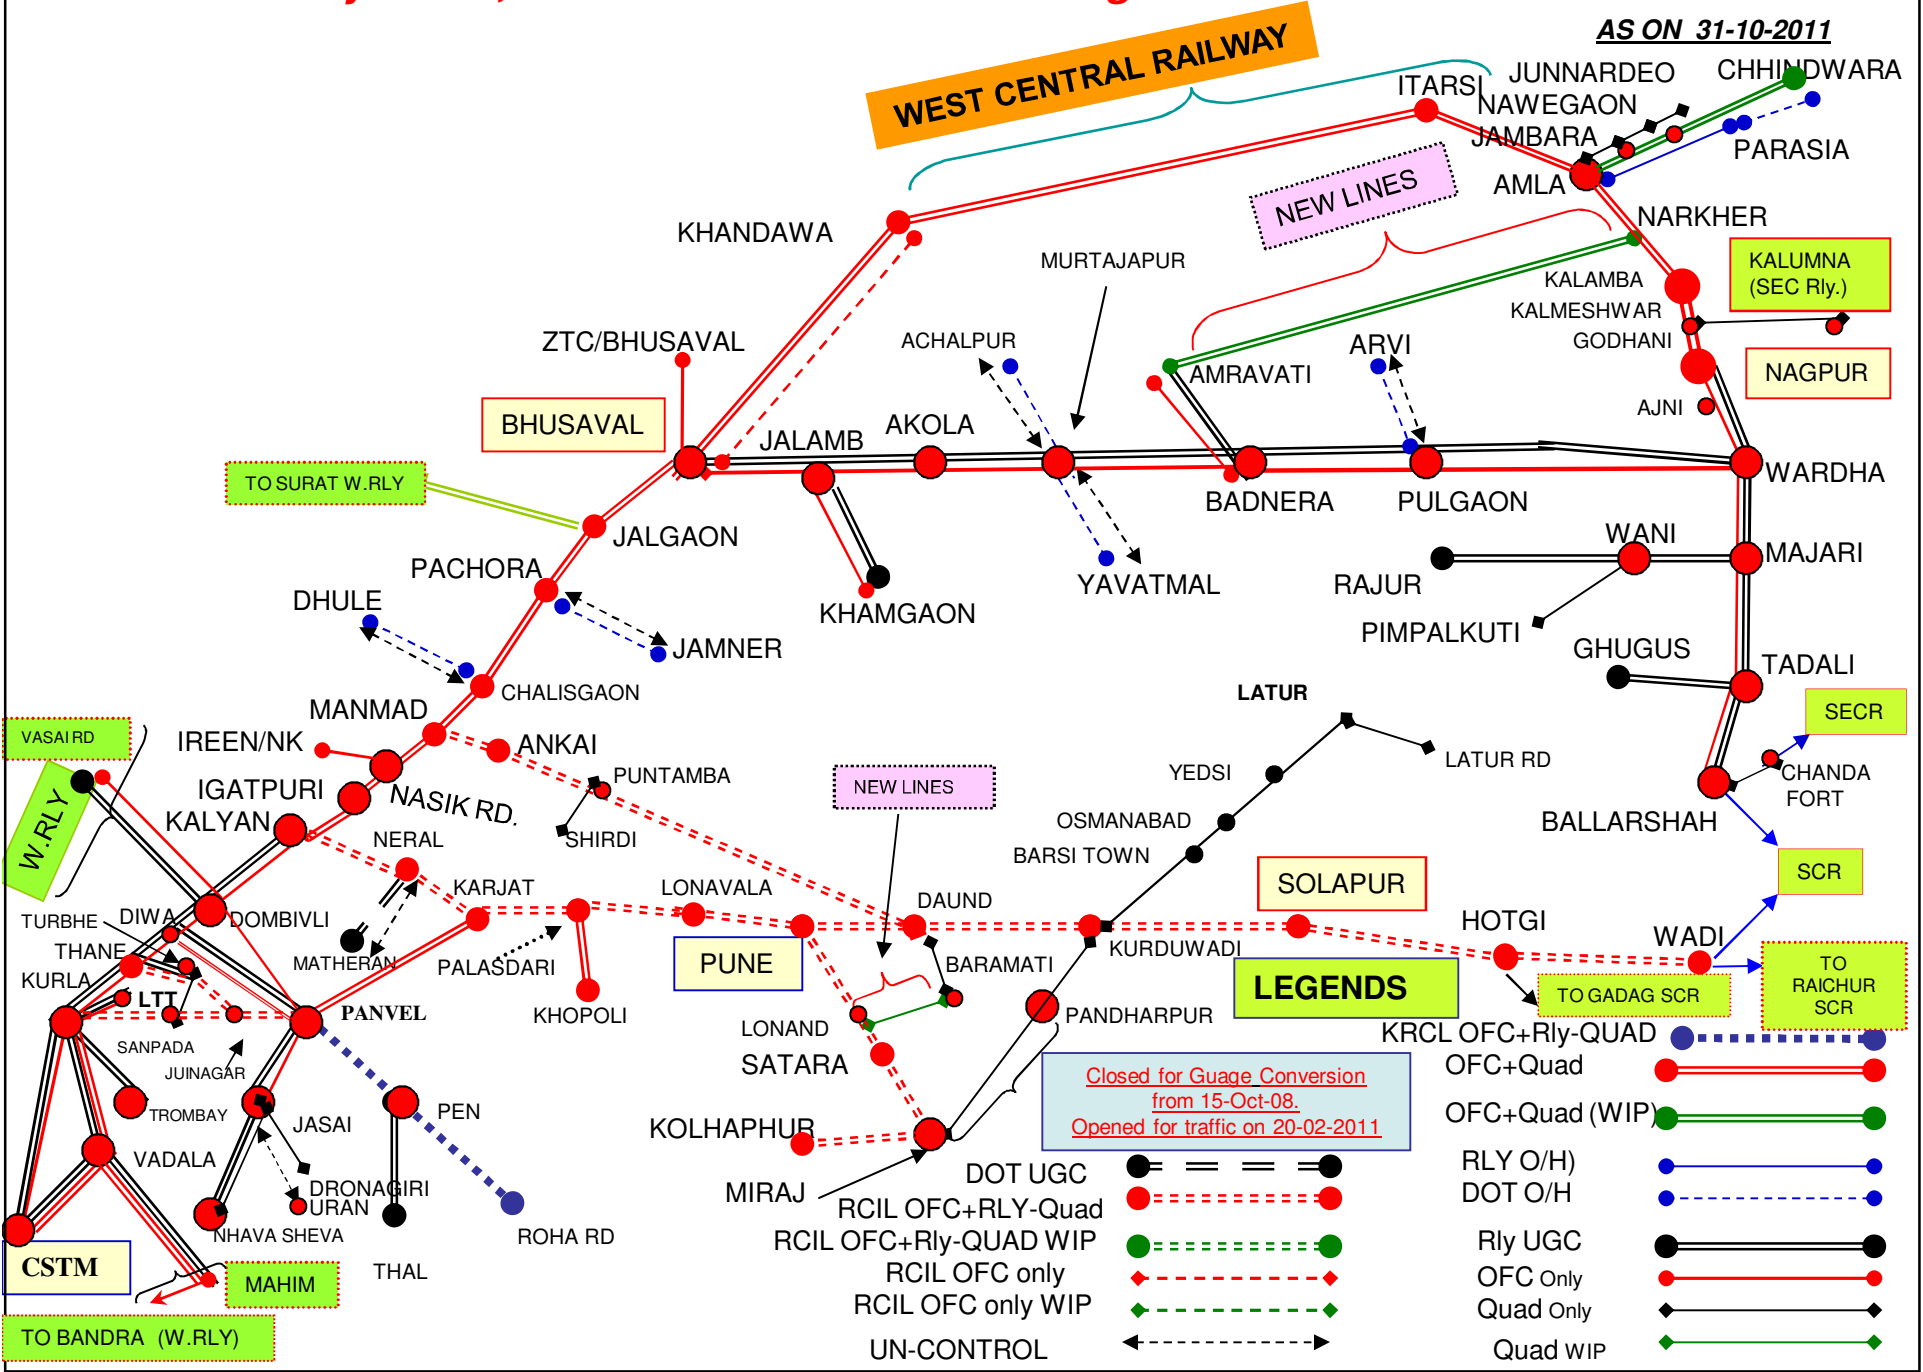 AS ON 31-10-2011
WEST CENTRAL RAILWAY
ITARSI
JUNNARDEO
CHHINDWARA
NAWEGAON
JAMBARA
PARASIA
AMLA
NEW LINES
NARKHER
KHANDAWA
MURTAJAPUR
KALAMBA
KALUMNA
(SEC Rly.)
KALMESHWAR
GODHANI
ZTC/BHUSAVAL
ACHALPUR
ARVI
AMRAVATI
NAGPUR
AJNI
BHUSAVAL
JALAMB
AKOLA
TO SURAT W.RLY
WARDHA
BADNERA
PULGAON
JALGAON
WANI
MAJARI
PACHORA
YAVATMAL
RAJUR
DHULE
KHAMGAON
PIMPALKUTI
JAMNER
GHUGUS
TADALI
CHALISGAON
LATUR
MANMAD
SECR
VASAI RD
IREEN/NK
ANKAI
LATUR RD
PUNTAMBA
YEDSI
CHANDA
FORT
IGATPURI
NASIK RD.
NEW LINES
W.RLY
KALYAN
OSMANABAD
BALLARSHAH
NERAL
SHIRDI
BARSI TOWN
SCR
KARJAT
LONAVALA
SOLAPUR
DAUND
TURBHE
DIWA
DOMBIVLI
HOTGI
WADI
THANE
MATHERAN
PALASDARI
PUNE
BARAMATI
KURDUWADI
KURLA
LTT
LEGENDS
TO GADAG SCR
TO
RAICHUR
SCR
PANVEL
KHOPOLI
LONAND
PANDHARPUR
SANPADA
JUINAGAR
SATARA
KRCL OFC+Rly-QUAD
OFC+Quad
Closed for Guage Conversion
from 15-Oct-08.
Opened for traffic on 20-02-2011
TROMBAY
JASAI
PEN
KOLHAPHUR
OFC+Quad (WIP)
VADALA
DRONAGIRI
URAN
MIRAJ
DOT UGC
RLY O/H)
RCIL OFC+RLY-Quad
DOT O/H
NHAVA SHEVA
ROHA RD
RCIL OFC+Rly-QUAD WIP
Rly UGC
CSTM
MAHIM
THAL
RCIL OFC only
OFC Only
RCIL OFC only WIP
Quad Only
TO BANDRA (W.RLY)
UN-CONTROL
Quad WIP